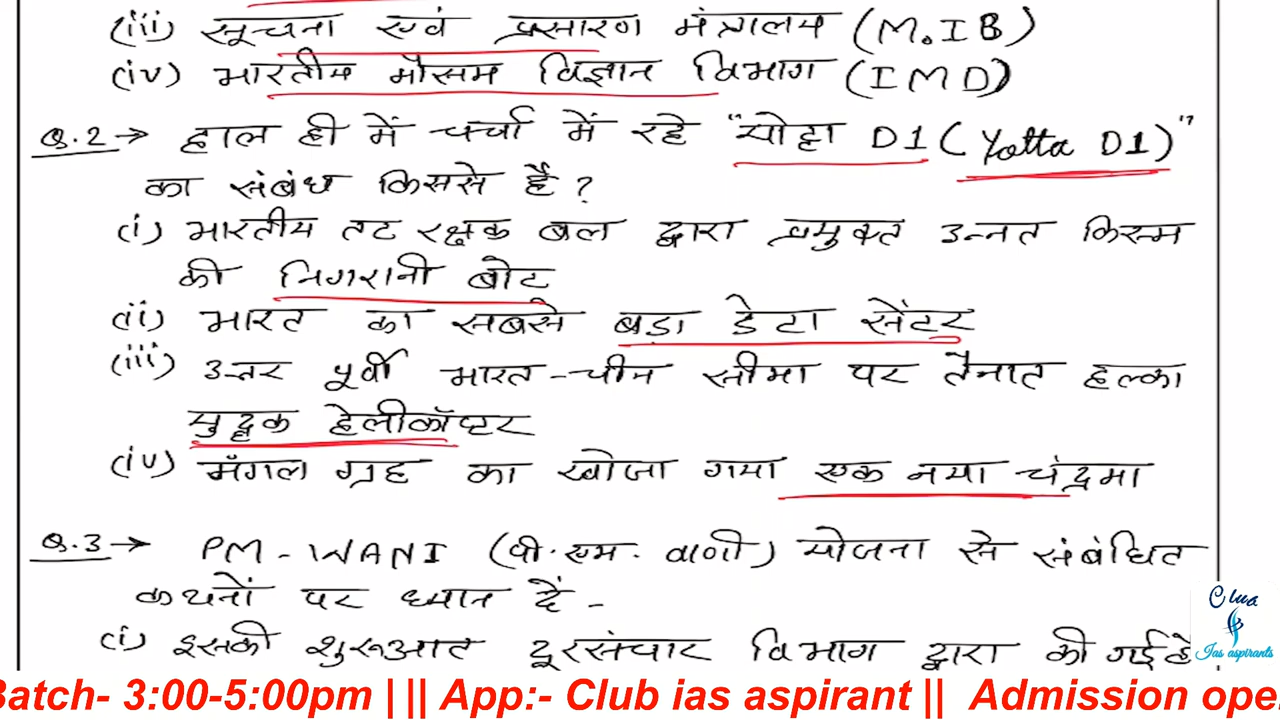 (iii) सूचना एवं प्रसारण मंत्रालय (M.IB)
(iv) भारतीय मौसम विज्ञान विभाग (IMD)
Q.2 → हाल ही में चर्चा में रहे "योट्टा D1 (Yotta D1)"
का संबंध किससे है?
(i) भारतीय तट रक्षक बल द्वारा प्रयुक्त उन्नत किस्म
की निगरानी बोट
(ii) भारत का सबसे बड़ा डेटा सेंटर
(iii) उत्तर पूर्वी भारत-चीन सीमा पर तैनात हल्का
युद्धक हेलीकॉप्टर
(iv) मंगल ग्रह का खोजा गया एक नया चंद्रमा
Q.3 → PM-WANI (पी.एम. वाणी) योजना से संबंधित
कथनों पर ध्यान दें -
(i) इसकी शुरूआत दूरसंचार विभाग द्वारा की गई है.
Club
Ias aspirants
Batch- 3:00-5:00pm | || App:- Club ias aspirant || Admission ope